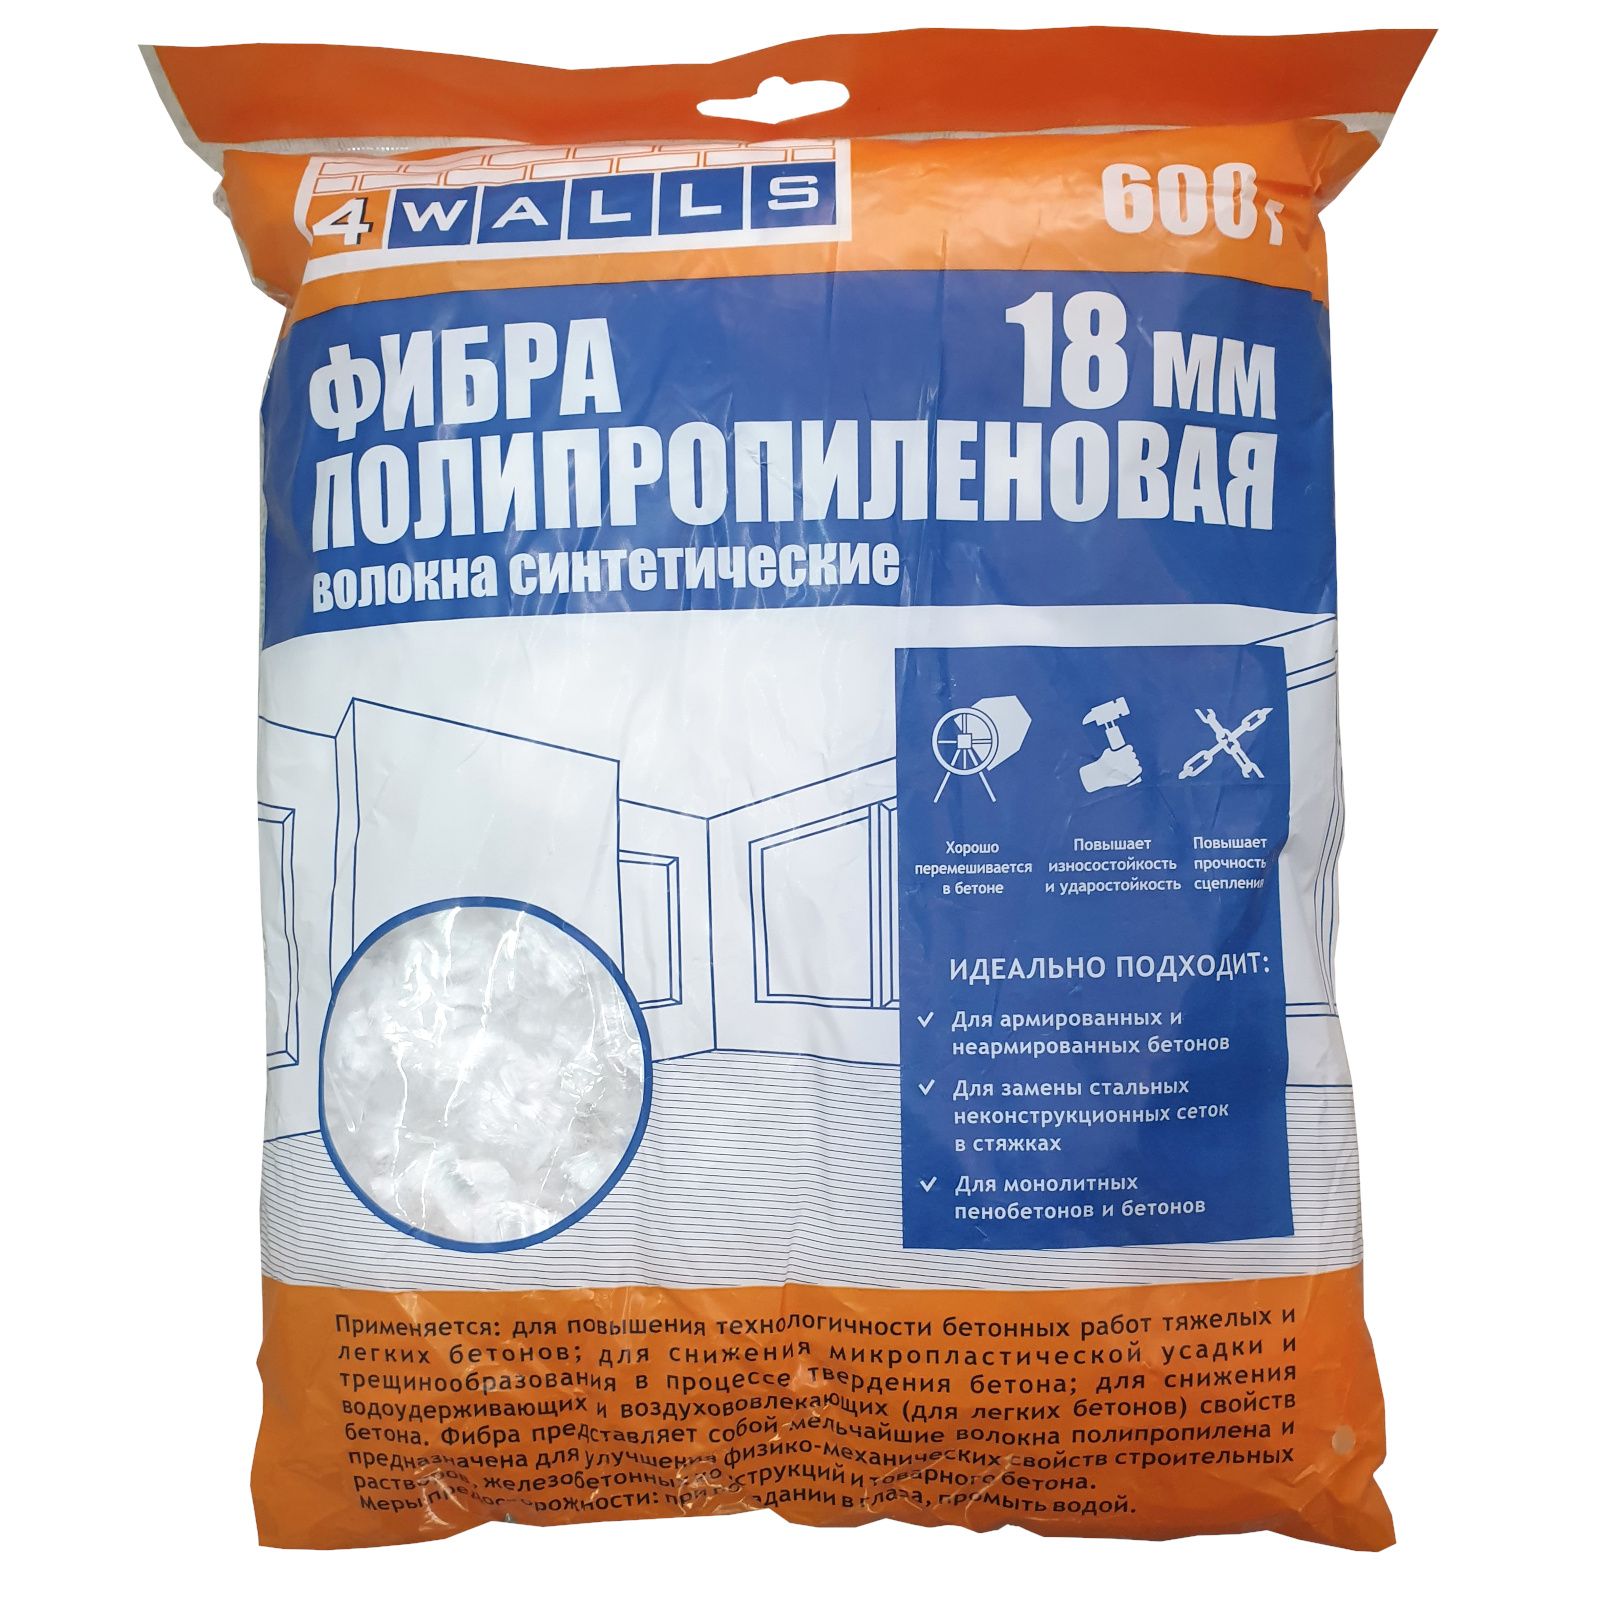 4WALLS
600 г
ФИБРА 18 мм
ПОЛИПРОПИЛЕНОВАЯ
волокна синтетические
Хорошо
перемешивается
в бетоне
Повышает
износостойкость
и ударостойкость
Повышает
прочность
сцепления
ИДЕАЛЬНО ПОДХОДИТ:
Для армированных и
неармированных бетонов
Для замены стальных
неконструкционных сеток
в стяжках
Для монолитных
пенобетонов и бетонов
Применяется: для повышения технологичности бетонных работ тяжелых и
легких бетонов; для снижения микропластической усадки и
трещинообразования в процессе твердения бетона; для снижения
водоудерживающих и воздухововлекающих (для легких бетонов) свойств
бетона. Фибра представляет собой мельчайшие волокна полипропилена и
предназначена для улучшения физико-механических свойств строительных
растворов, железобетонных конструкций и товарного бетона.
Меры предосторожности: при попадании в глаза, промыть водой.